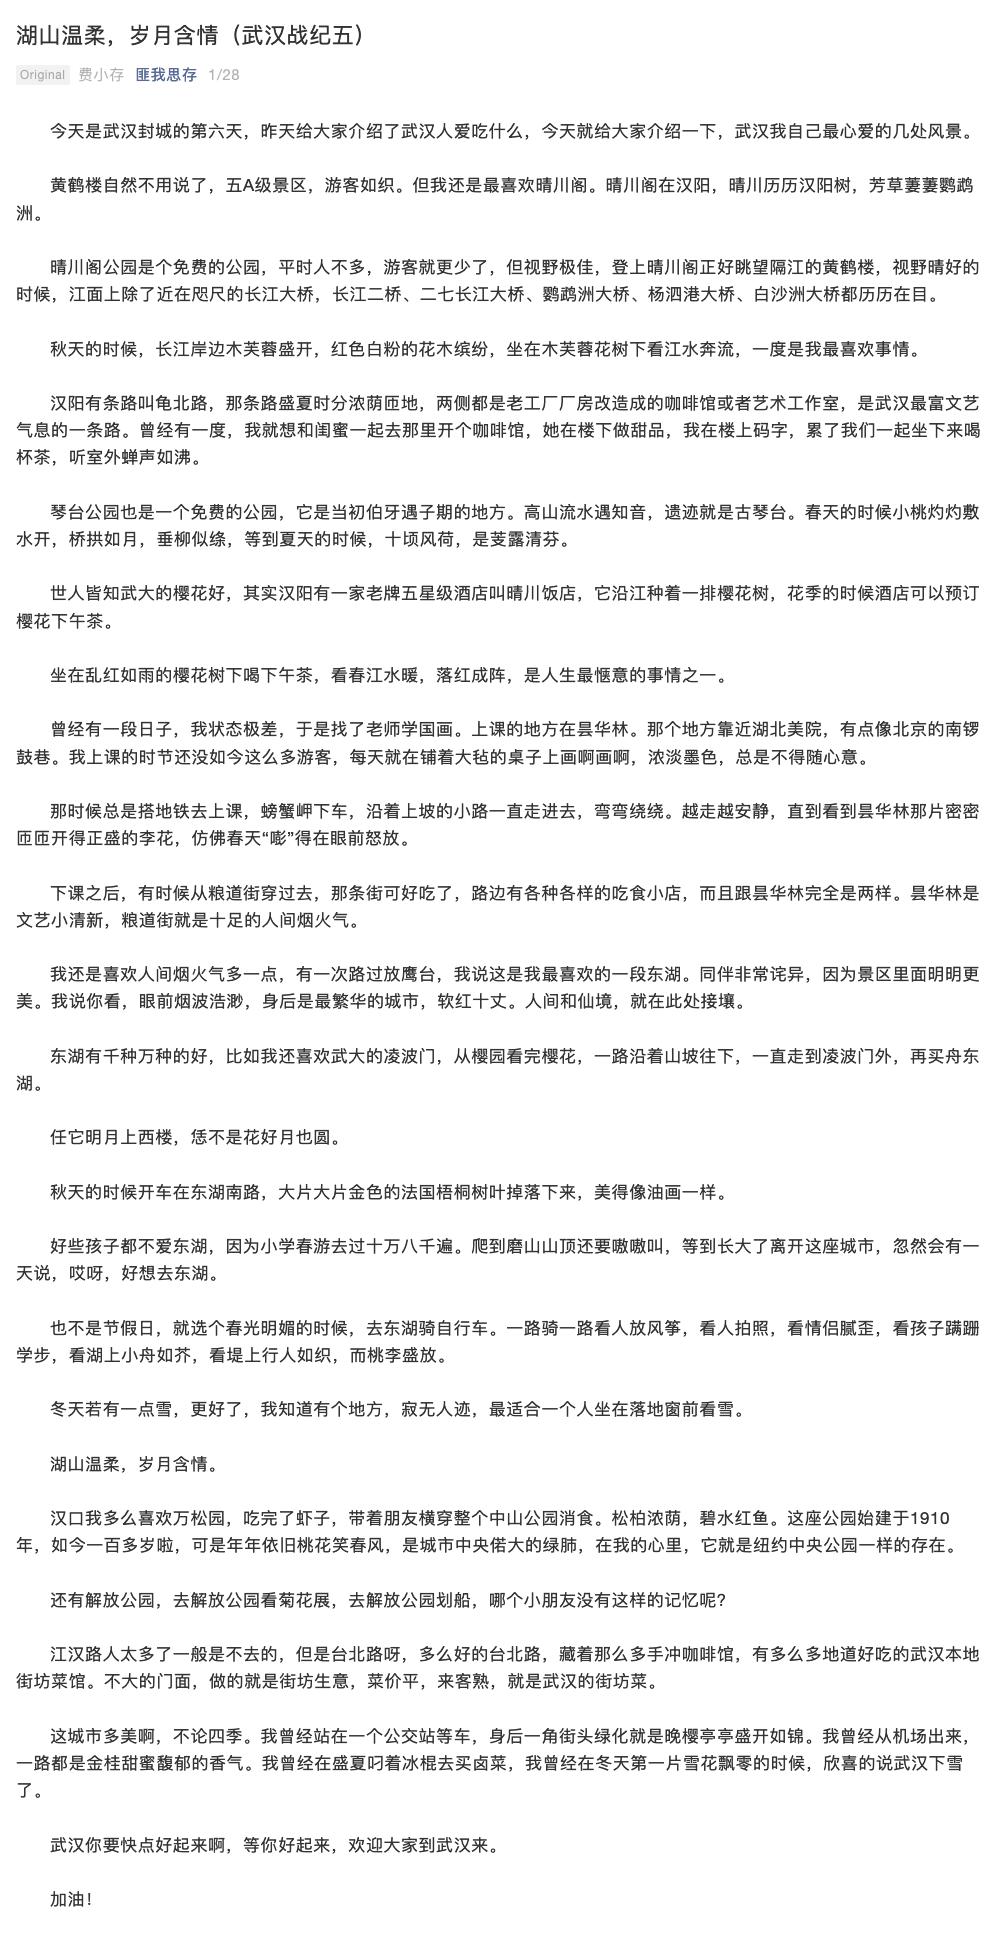 湖山温柔，岁月含情（武汉战纪五）
Original 费小存 匪我思存 1/28
今天是武汉封城的第六天，昨天给大家介绍了武汉人爱吃什么，今天就给大家介绍一下，武汉我自己最心爱的几处风景。
黄鹤楼自然不用说了，五A级景区，游客如织。但我还是最喜欢晴川阁。晴川阁在汉阳，晴川历历汉阳树，芳草萋萋鹦鹉
洲。
晴川阁公园是个免费的公园，平时人不多，游客就更少了，但视野极佳，登上晴川阁正好眺望隔江的黄鹤楼，视野晴好的
时候，江面上除了近在咫尺的长江大桥，长江二桥、二七长江大桥、鹦鹉洲大桥、杨泗港大桥、白沙洲大桥都历历在目。
秋天的时候，长江岸边木芙蓉盛开，红色白粉的花木缤纷，坐在木芙蓉花树下看江水奔流，一度是我最喜欢事情。
汉阳有条路叫龟北路，那条路盛夏时分浓荫匝地，两侧都是老工厂厂房改造成的咖啡馆或者艺术工作室，是武汉最富文艺
气息的一条路。曾经有一度，我就想和闺蜜一起去那里开个咖啡馆，她在楼下做甜品，我在楼上码字，累了我们一起坐下来喝
杯茶，听室外蝉声如沸。
琴台公园也是一个免费的公园，它是当初伯牙遇子期的地方。高山流水遇知音，遗迹就是古琴台。春天的时候小桃灼灼敷
水开，桥拱如月，垂柳似绦，等到夏天的时候，十顷风荷，是芰露清芬。
世人皆知武大的樱花好，其实汉阳有一家老牌五星级酒店叫晴川饭店，它沿江种着一排樱花树，花季的时候酒店可以预订
樱花下午茶。
坐在乱红如雨的樱花树下喝下午茶，看春江水暖，落红成阵，是人生最惬意的事情之一。
曾经有一段日子，我状态极差，于是找了老师学国画。上课的地方在昙华林。那个地方靠近湖北美院，有点像北京的南锣
鼓巷。我上课的时节还没如今这么多游客，每天就在铺着大毡的桌子上画啊画啊，浓淡墨色，总是不得随心意。
那时候总是搭地铁去上课，螃蟹岬下车，沿着上坡的小路一直走进去，弯弯绕绕。越走越安静，直到看到昙华林那片密密
匝匝开得正盛的李花，仿佛春天“嘭”得在眼前怒放。
下课之后，有时候从粮道街穿过去，那条街可好吃了，路边有各种各样的吃食小店，而且跟昙华林完全是两样。昙华林是
文艺小清新，粮道街就是十足的人间烟火气。
我还是喜欢人间烟火气多一点，有一次路过放鹰台，我说这是我最喜欢的一段东湖。同伴非常诧异，因为景区里面明明更
美。我说你看，眼前烟波浩渺，身后是最繁华的城市，软红十丈。人间和仙境，就在此处接壤。
东湖有千种万种的好，比如我还喜欢武大的凌波门，从樱园看完樱花，一路沿着山坡往下，一直走到凌波门外，再买舟东
湖。
任它明月上西楼，恁不是花好月也圆。
秋天的时候开车在东湖南路，大片大片金色的法国梧桐树叶掉落下来，美得像油画一样。
好些孩子都不爱东湖，因为小学春游去过十万八千遍。爬到磨山山顶还要嗷嗷叫，等到长大了离开这座城市，忽然会有一
天说，哎呀，好想去东湖。
也不是节假日，就选个春光明媚的时候，去东湖骑自行车。一路骑一路看人放风筝，看人拍照，看情侣腻歪，看孩子蹒跚
学步，看湖上小舟如芥，看堤上行人如织，而桃李盛放。
冬天若有一点雪，更好了，我知道有个地方，寂无人迹，最适合一个人坐在落地窗前看雪。
湖山温柔，岁月含情。
汉口我多么喜欢万松园，吃完了虾子，带着朋友横穿整个中山公园消食。松柏浓荫，碧水红鱼。这座公园始建于1910
年，如今一百多岁啦，可是年年依旧桃花笑春风，是城市中央偌大的绿肺，在我的心里，它就是纽约中央公园一样的存在。
还有解放公园，去解放公园看菊花展，去解放公园划船，哪个小朋友没有这样的记忆呢？
江汉路人太多了一般是不去的，但是台北路呀，多么好的台北路，藏着那么多手冲咖啡馆，有多么多地道好吃的武汉本地
街坊菜馆。不大的门面，做的就是街坊生意，菜价平，来客熟，就是武汉的街坊菜。
这城市多美啊，不论四季。我曾经站在一个公交站等车，身后一角街头绿化就是晚樱亭亭盛开如锦。我曾经从机场出来，
一路都是金桂甜蜜馥郁的香气。我曾经在盛夏叼着冰棍去买卤菜，我曾经在冬天第一片雪花飘零的时候，欣喜的说武汉下雪
了。
武汉你要快点好起来啊，等你好起来，欢迎大家到武汉来。
加油！